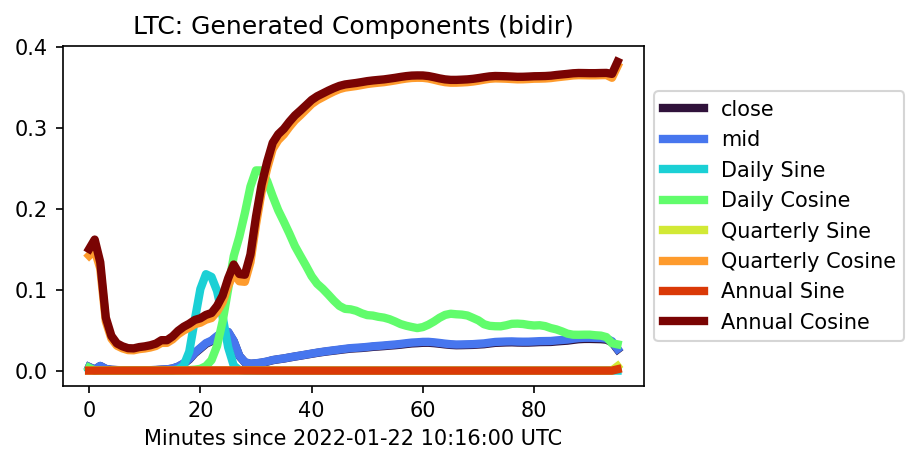 LTC: Generated Components (bidir)
0.4
0.3
0.2
0.1
0.0
0 20 40 60 80
Minutes since 2022-01-22 10:16:00 UTC
close
mid
Daily Sine
Daily Cosine
Quarterly Sine
Quarterly Cosine
Annual Sine
Annual Cosine